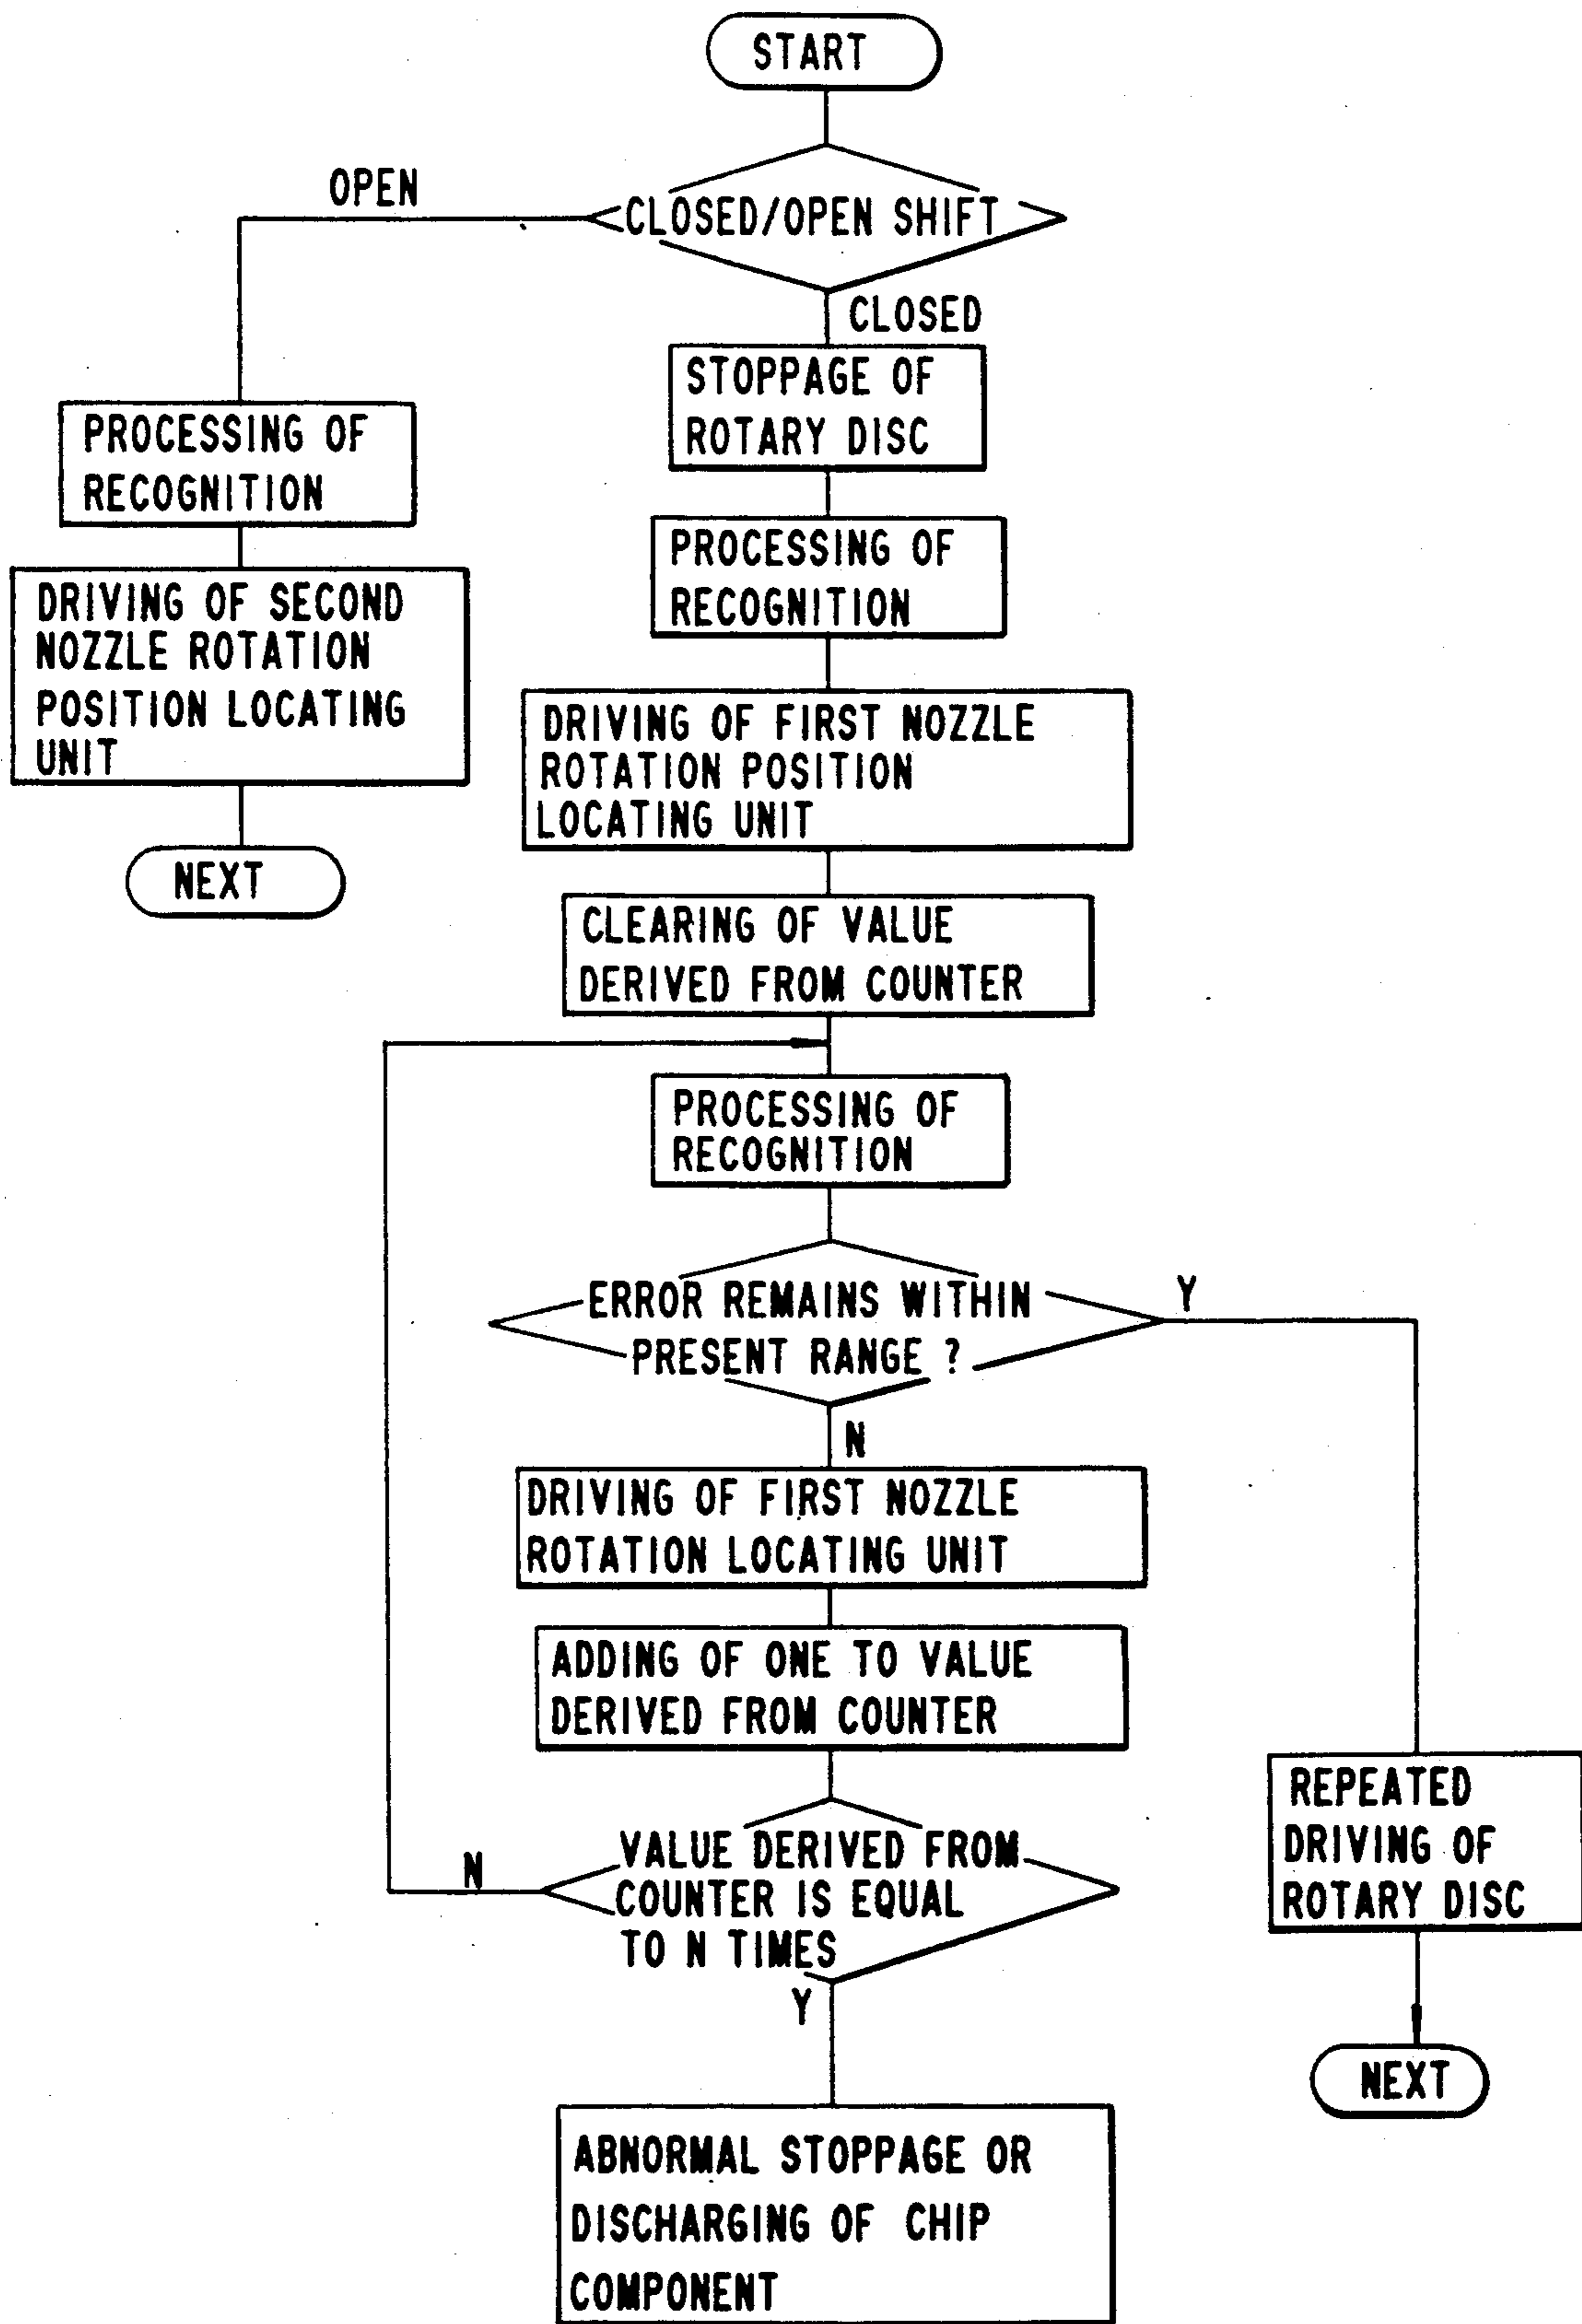 START
OPEN
CLOSED/OPEN SHIFT
CLOSED
STOPPAGE OF
ROTARY DISC
PROCESSING OF
RECOGNITION
PROCESSING OF
RECOGNITION
DRIVING OF SECOND
NOZZLE ROTATION
POSITION LOCATING
UNIT
NEXT
DRIVING OF FIRST NOZZLE
ROTATION POSITION
LOCATING UNIT
CLEARING OF VALUE
DERIVED FROM COUNTER
PROCESSING OF
RECOGNITION
ERROR REMAINS WITHIN
PRESENT RANGE ?
Y
N
DRIVING OF FIRST NOZZLE
ROTATION LOCATING UNIT
ADDING OF ONE TO VALUE
DERIVED FROM COUNTER
REPEATED
DRIVING OF
ROTARY DISC
NEXT
VALUE DERIVED FROM
COUNTER IS EQUAL
TO N TIMES
N
Y
ABNORMAL STOPPAGE OR
DISCHARGING OF CHIP
COMPONENT